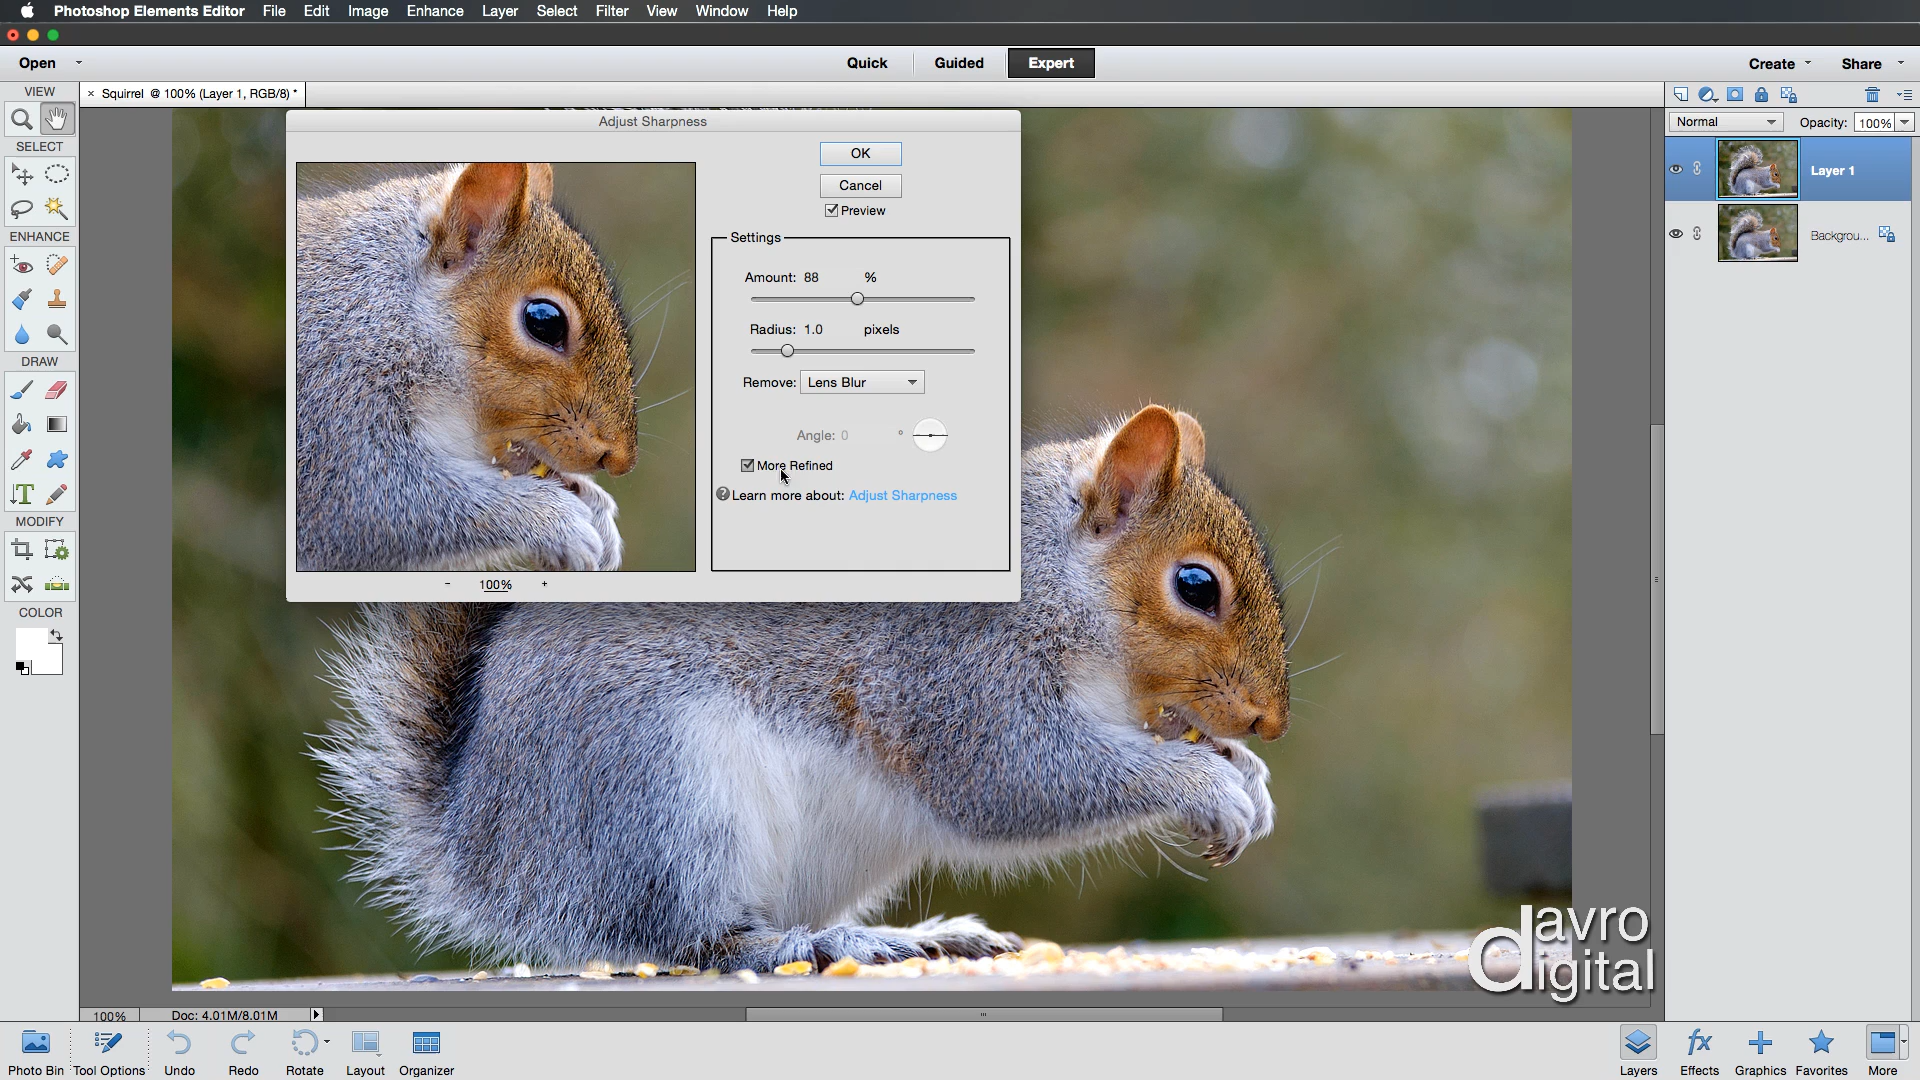 Photoshop Elements Editor File Edit Image Enhance Layer Select Filter View Window Help
Open Quick Guided Expert Create Share
VIEW
× Squirrel @ 100% (Layer 1, RGB/8) *
Normal Opacity: 100%
Layer 1
Backgrou...
SELECT
ENHANCE
DRAW
T
MODIFY
COLOR
Adjust Sharpness
OK
Cancel
Preview
Settings
Amount: 88 %
Radius: 1.0 pixels
Remove: Lens Blur
Angle: 0 °
More Refined
? Learn more about: Adjust Sharpness
- 100% +
davro
digital
100% Doc: 4.01M/8.01M
fx
Photo Bin Tool Options Undo Redo Rotate Layout Organizer Layers Effects Graphics Favorites More